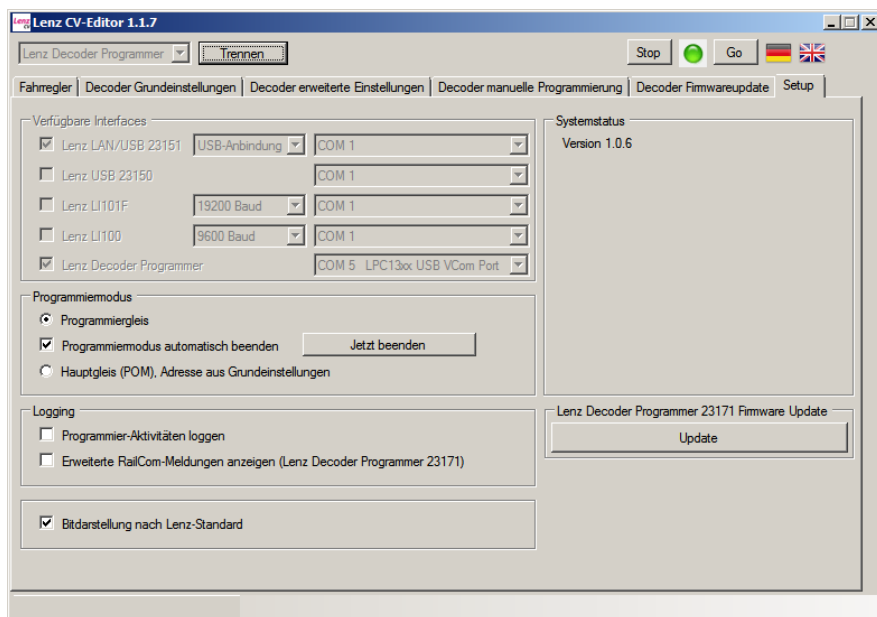 Lenz CV Lenz CV-Editor 1.1.7
Lenz Decoder Programmer Trennen Stop Go
Fahrregler Decoder Grundeinstellungen Decoder erweiterte Einstellungen Decoder manuelle Programmierung Decoder Firmwareupdate Setup
Verfügbare Interfaces
Lenz LAN/USB 23151 USB-Anbindung COM 1
Lenz USB 23150 COM 1
Lenz LI101F 19200 Baud COM 1
Lenz LI100 9600 Baud COM 1
Lenz Decoder Programmer COM 5 LPC13xx USB VCom Port
Programmiermodus
Programmiergleis
Programmiermodus automatisch beenden Jetzt beenden
Hauptgleis (POM), Adresse aus Grundeinstellungen
Logging
Programmier-Aktivitäten loggen
Erweiterte RailCom-Meldungen anzeigen (Lenz Decoder Programmer 23171)
Bitdarstellung nach Lenz-Standard
Systemstatus
Version 1.0.6
Lenz Decoder Programmer 23171 Firmware Update
Update